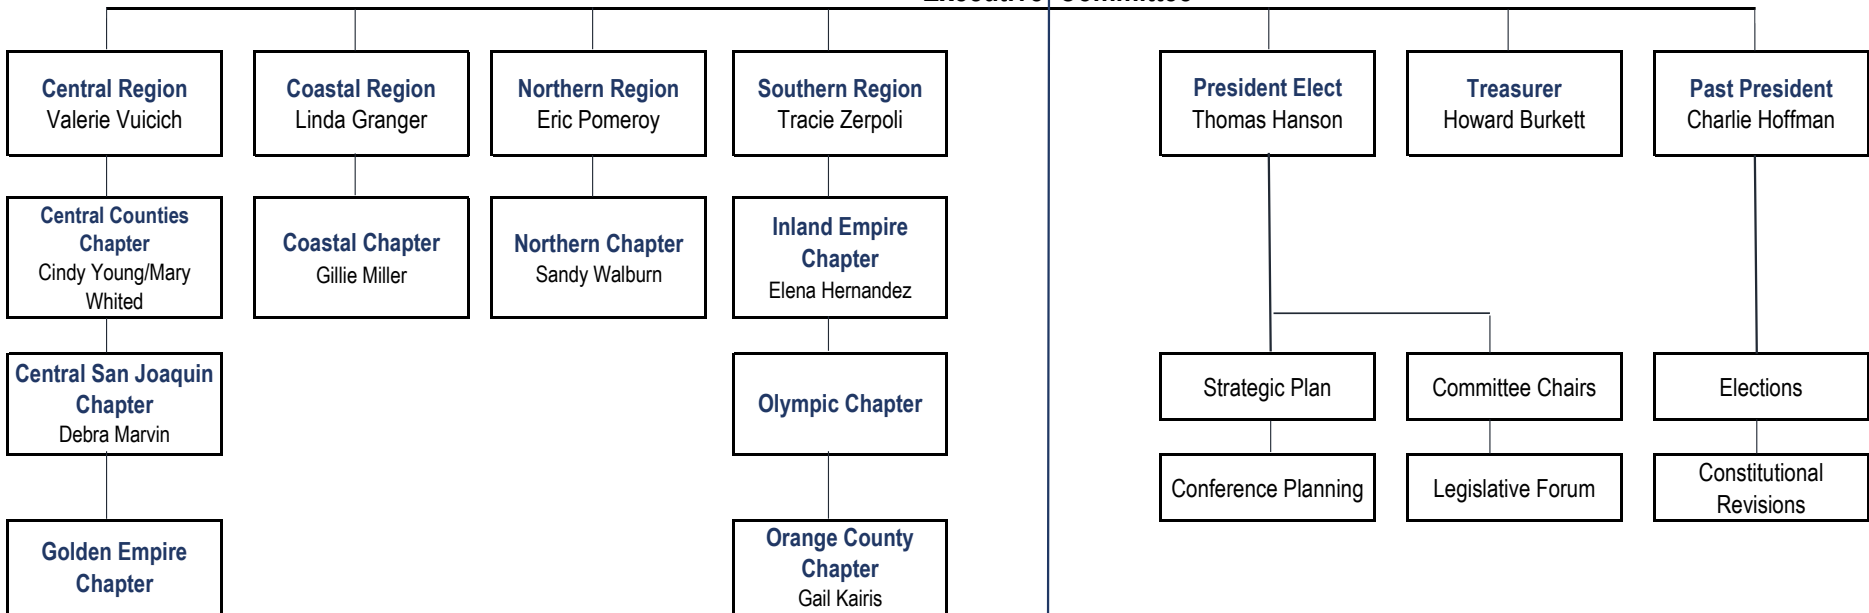 Executive Committee
Central Region
Valerie Vuicich
Coastal Region
Linda Granger
Northern Region
Eric Pomeroy
Southern Region
Tracie Zerpoli
President Elect
Thomas Hanson
Treasurer
Howard Burkett
Past President
Charlie Hoffman
Central Counties
Chapter
Cindy Young/Mary
Whited
Coastal Chapter
Gillie Miller
Northern Chapter
Sandy Walburn
Inland Empire
Chapter
Elena Hernandez
Central San Joaquin
Chapter
Debra Marvin
Olympic Chapter
Strategic Plan
Committee Chairs
Elections
Conference Planning
Legislative Forum
Constitutional
Revisions
Golden Empire
Chapter
Orange County
Chapter
Gail Kairis